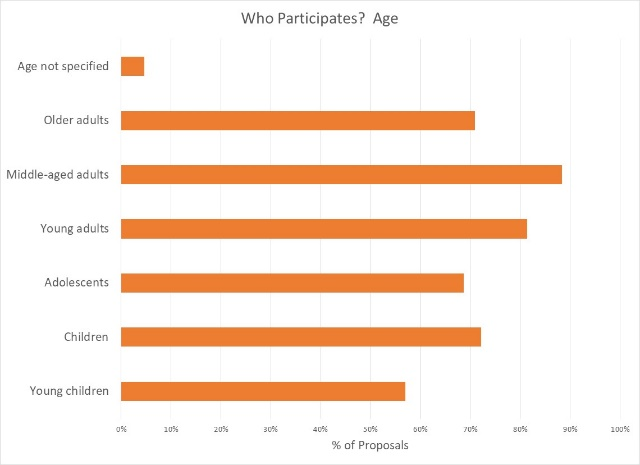 Who Participates?  Age
Age not specified
Older adults
Middle-aged adults
Young adults
Adolescents
Children
Young children
0% 10% 20% 30% 40% 50% 60% 70% 80% 90% 100%
% of Proposals